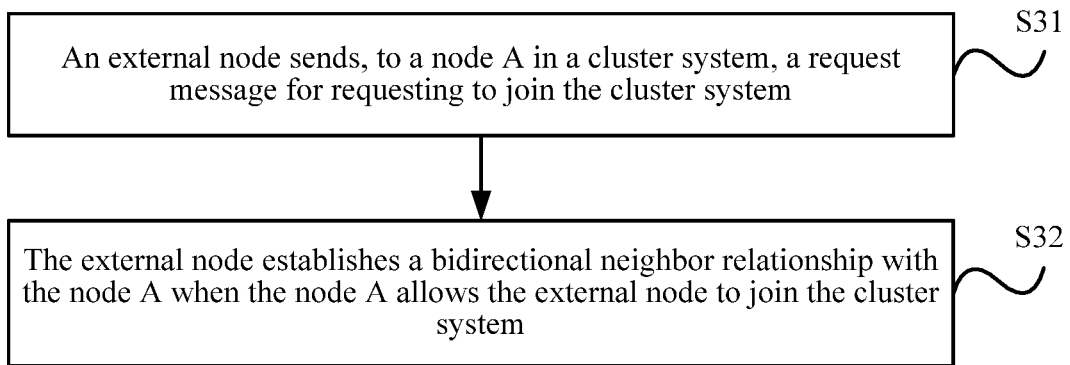 S31
An external node sends, to a node A in a cluster system, a request
message for requesting to join the cluster system
S32
The external node establishes a bidirectional neighbor relationship with
the node A when the node A allows the external node to join the cluster
system